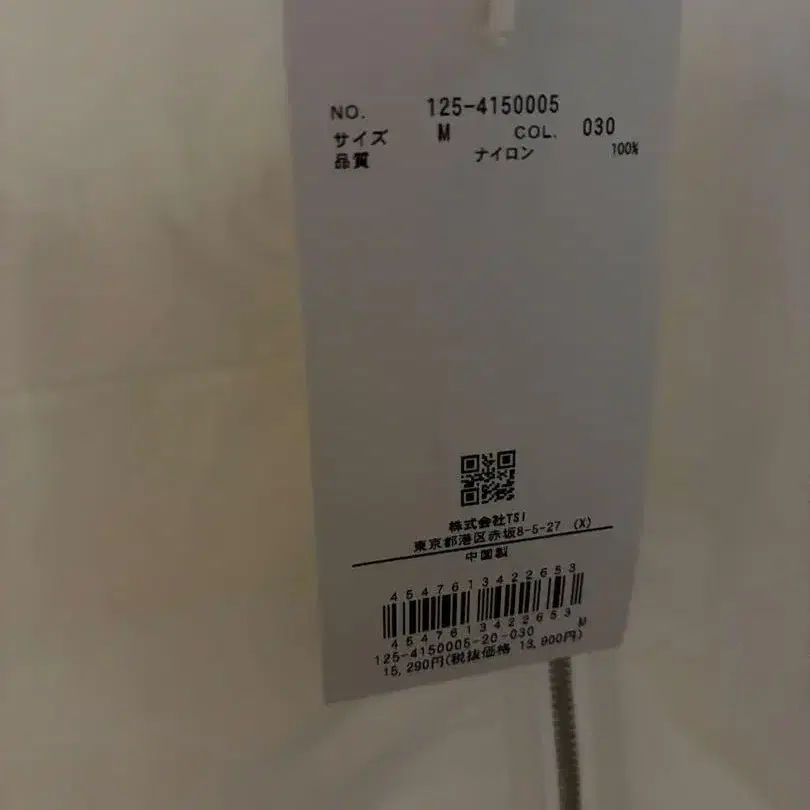 NO. 125-4150005
サイズ M COL. 030
品質 ナイロン 100%
株式会社TSI
東京都港区赤坂8-5-27 (X)
中国製
4547613422653
4547613422653
125-4150005-20-030 M
15,290円(税抜価格 13,900円)